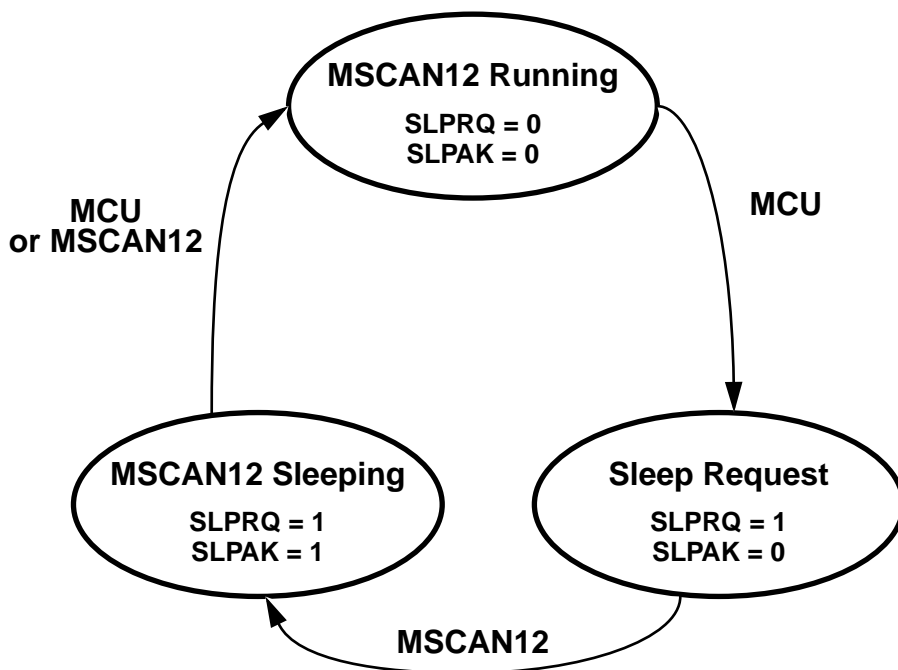 MSCAN12 Running
SLPRQ = 0
SLPAK = 0
MCU
or MSCAN12
MCU
MSCAN12 Sleeping
SLPRQ = 1
SLPAK = 1
Sleep Request
SLPRQ = 1
SLPAK = 0
MSCAN12